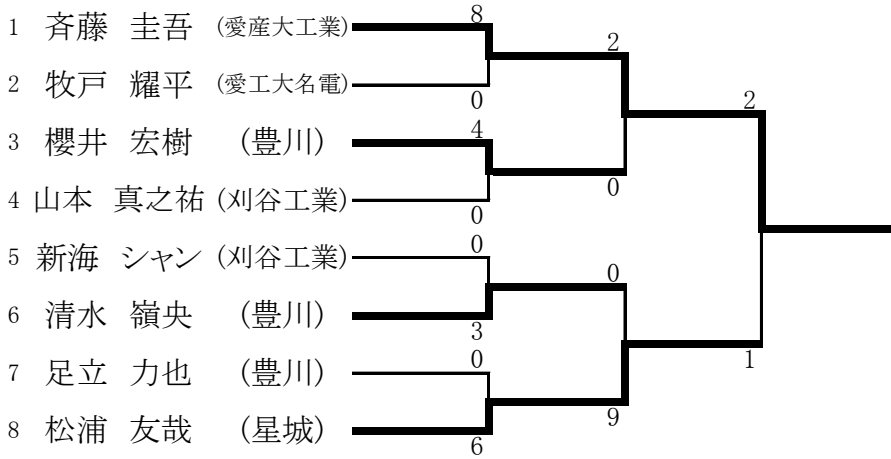 1 斉藤 圭吾 (愛産大工業) 8
2
2 牧戸 耀平 (愛工大名電) 0
2
3 櫻井 宏樹 (豊川) 4
0
4 山本 真之祐 (刈谷工業) 0
5 新海 シャン (刈谷工業) 0
0
6 清水 嶺央 (豊川) 3
1
7 足立 力也 (豊川) 0
9
8 松浦 友哉 (星城) 6